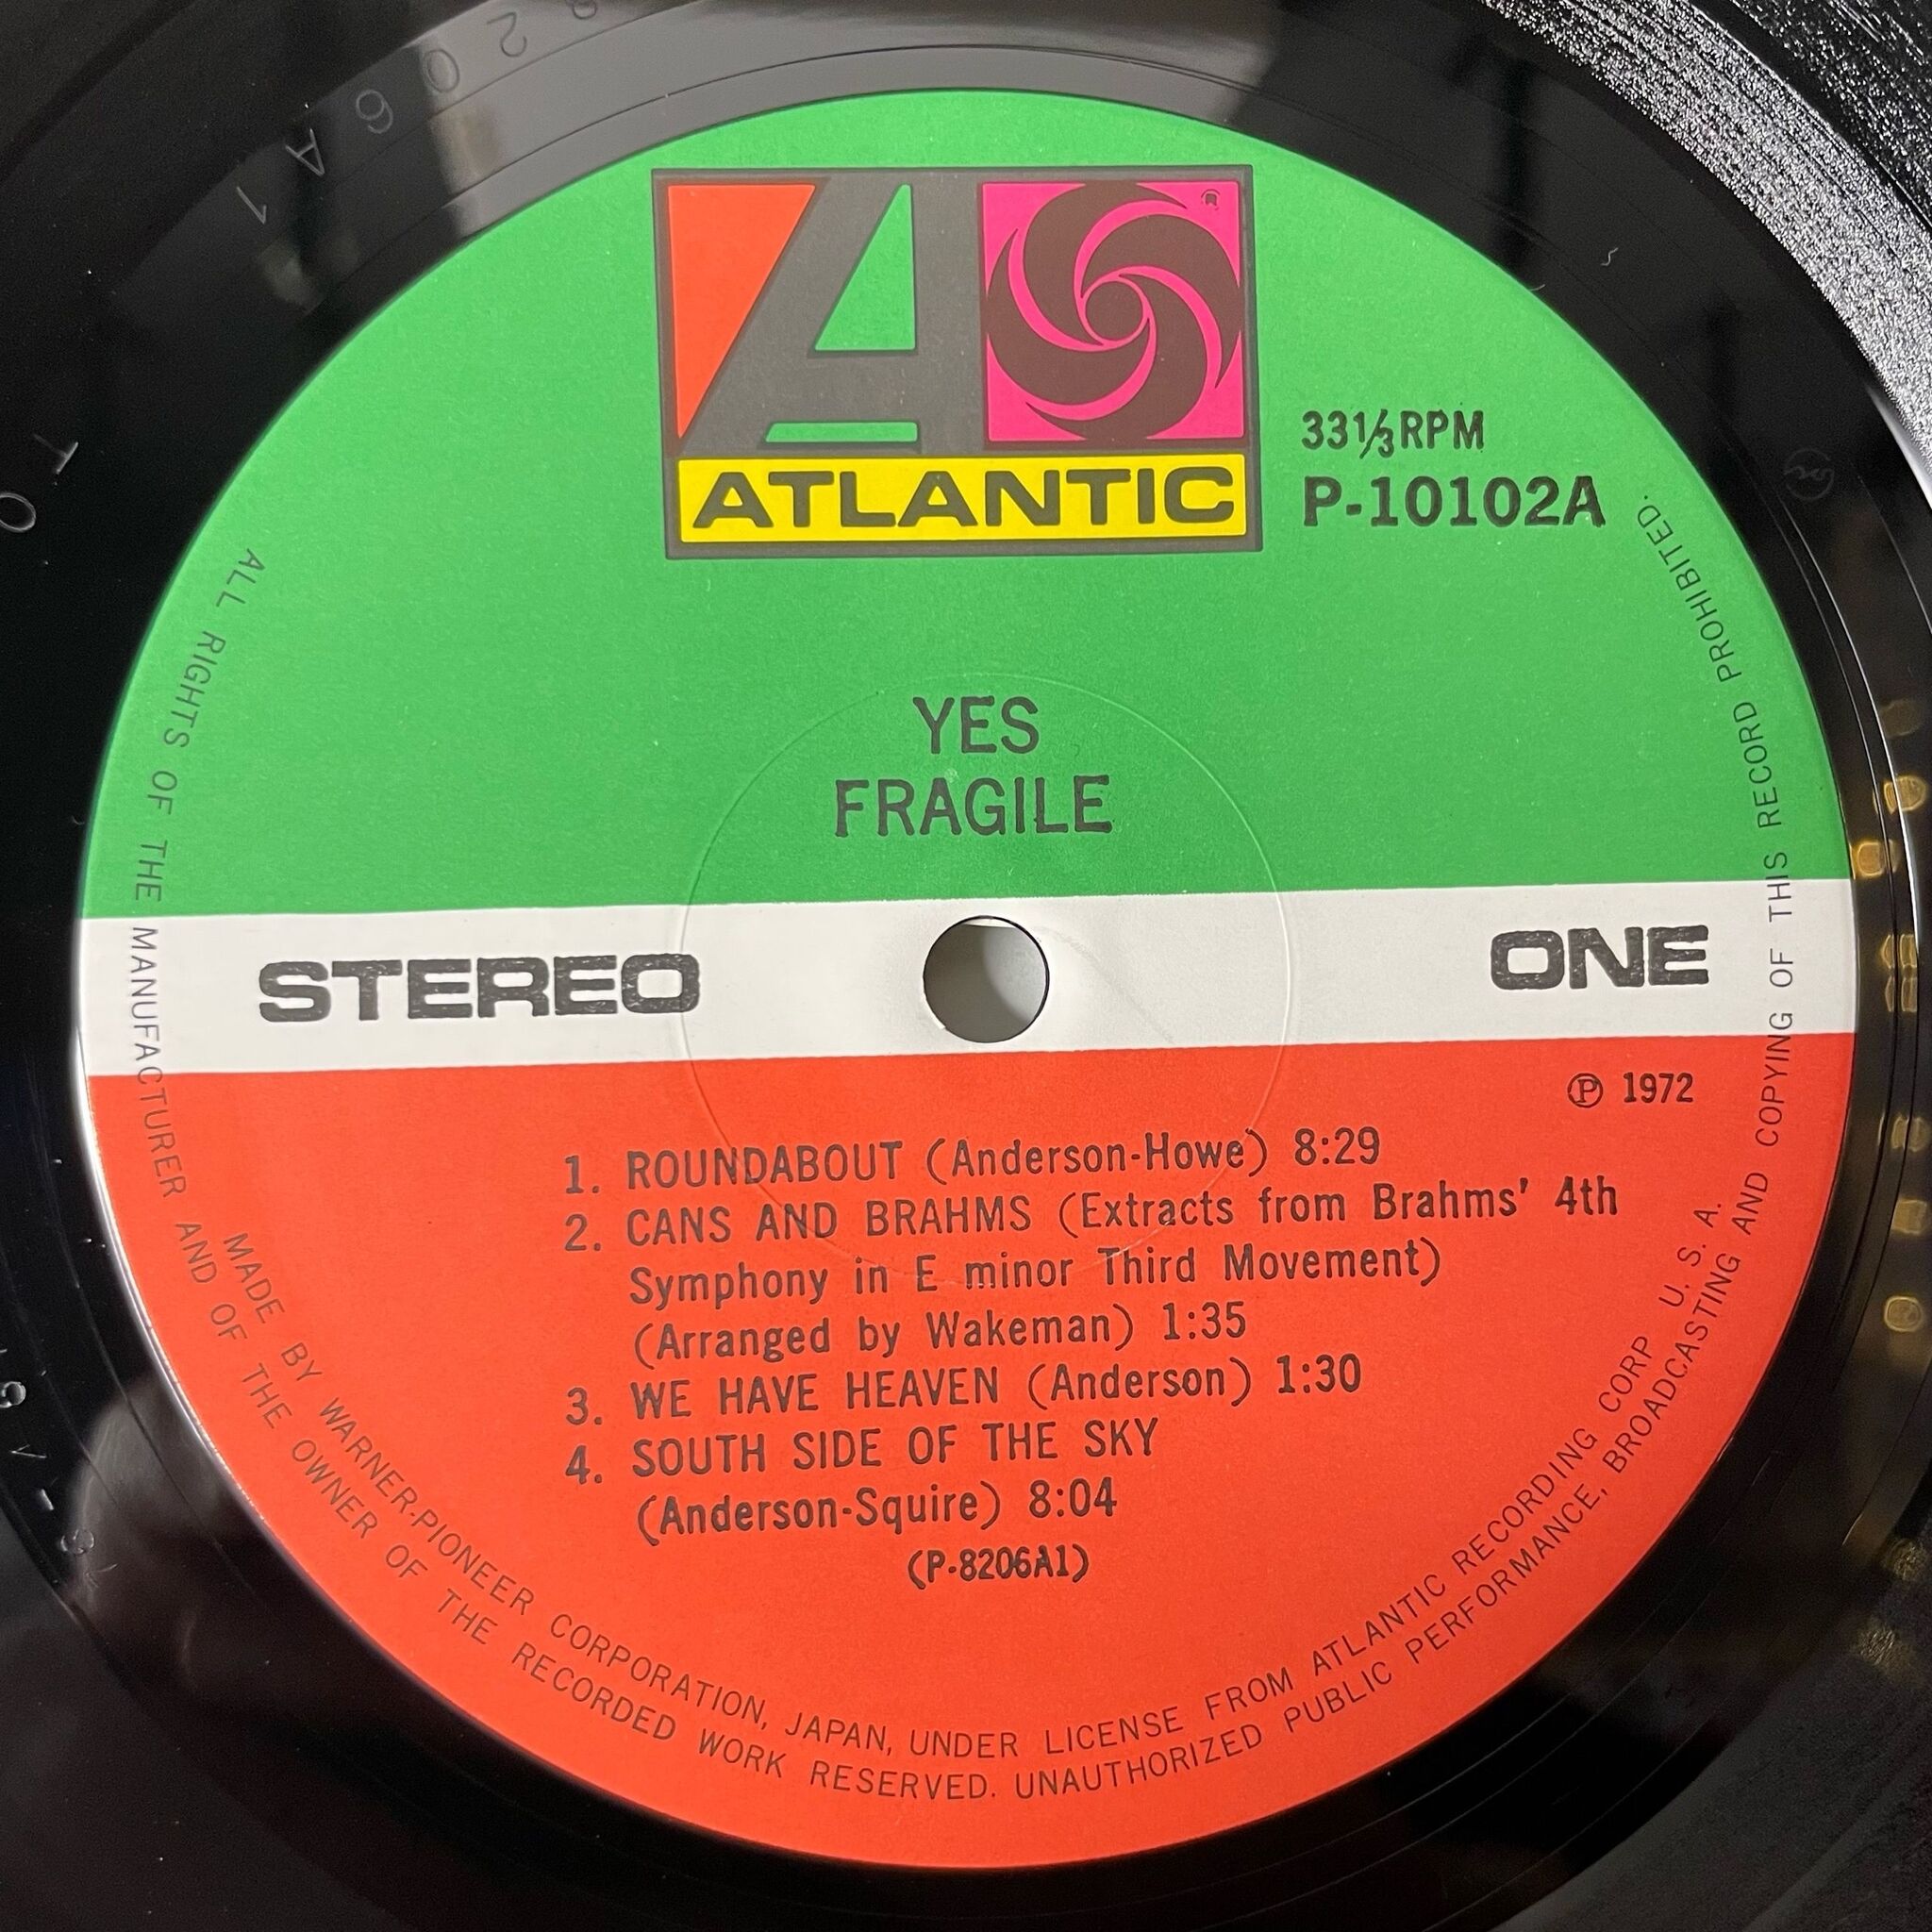 8206A1
TO
A
®
ATLANTIC
33⅓RPM
P-10102A
YES
FRAGILE
STEREO
ONE
℗ 1972
1. ROUNDABOUT (Anderson-Howe) 8:29
2. CANS AND BRAHMS (Extracts from Brahms' 4th
Symphony in E minor Third Movement)
(Arranged by Wakeman) 1:35
3. WE HAVE HEAVEN (Anderson) 1:30
4. SOUTH SIDE OF THE SKY
(Anderson-Squire) 8:04
(P-8206A1)
MADE BY WARNER-PIONEER CORPORATION, JAPAN, UNDER LICENSE FROM ATLANTIC RECORDING CORP U. S. A.
ALL RIGHTS OF THE MANUFACTURER AND OF THE OWNER OF THE RECORDED WORK RESERVED. UNAUTHORIZED PUBLIC PERFORMANCE, BROADCASTING AND COPYING OF THIS RECORD PROHIBITED.